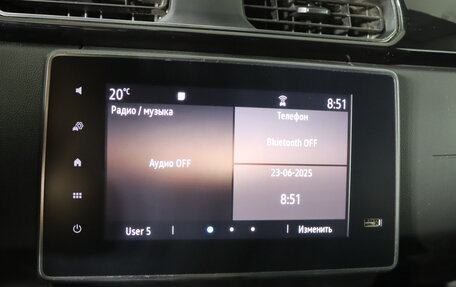 20°C
8:51
Радио / музыка
Аудио OFF
Телефон
Bluetooth OFF
23-06-2025
8:51
User 5
Изменить